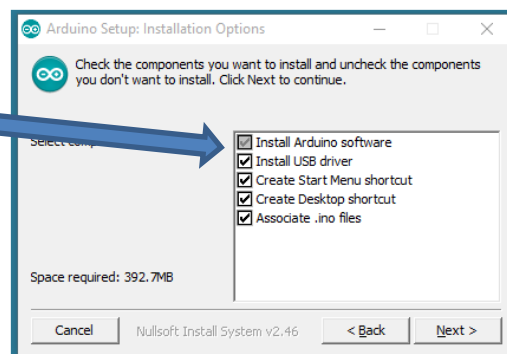 Arduino Setup: Installation Options
Check the components you want to install and uncheck the components
you don't want to install. Click Next to continue.
Install Arduino software
Install USB driver
Create Start Menu shortcut
Create Desktop shortcut
Associate .ino files
Space required: 392.7MB
Cancel
Nullsoft Install System v2.46
< Back
Next >